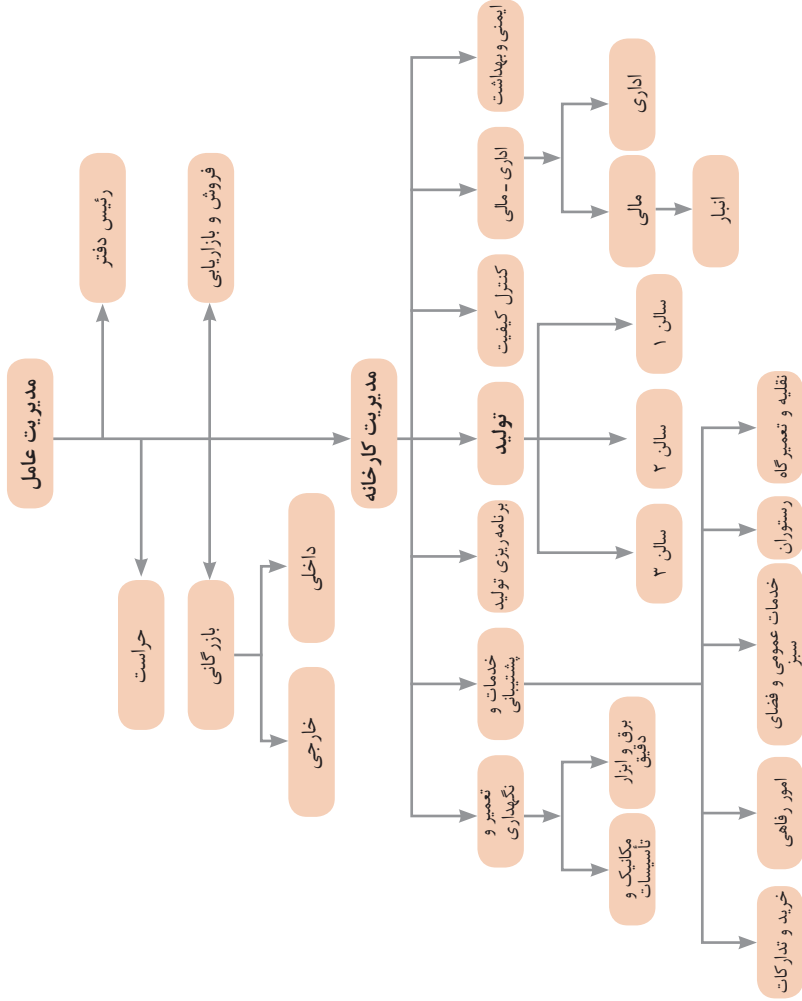 مدیریت عامل
رئیس دفتر
حراست
فروش و بازاریابی
بازرگانی
داخلی
خارجی
مدیریت کارخانه
ایمنی و بهداشت
اداری - مالی
کنترل کیفیت
تولید
برنامه‌ریزی تولید
خدمات و
پشتیبانی
تعمیر و
نگهداری
اداری
مالی
انبار
سالن ۱
سالن ۲
سالن ۳
برق و ابزار
دقیق
مکانیک و
تأسیسات
نقلیه و تعمیرگاه
رستوران
خدمات عمومی و فضای
سبز
امور رفاهی
خرید و تدارکات